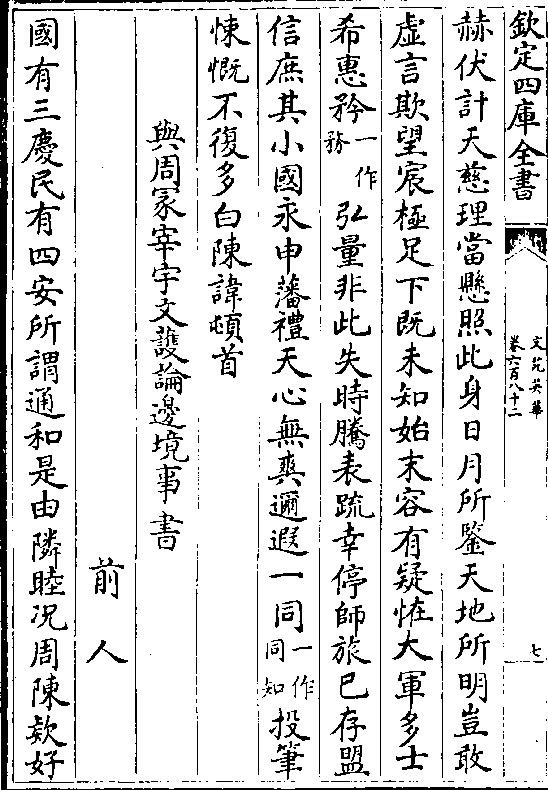 欽定四庫全書
文苑英華
卷六百八十二
七
赫伏計天慈理當懸照此身日月所鑒天地所明豈敢
虛言欺望宸極足下既未知始末容有疑怪大軍多士
希惠矜一作務弘量非此失時騰表疏幸停師旅已存盟
信庶其小國永申藩禮天心無爽邇遐一同一作同知投筆
悚慨不復多白陳諱頓首
與周冢宰宇文護論邊境事書
前人
國有三慶民有四安所謂通和是由隣睦况周陳欵好